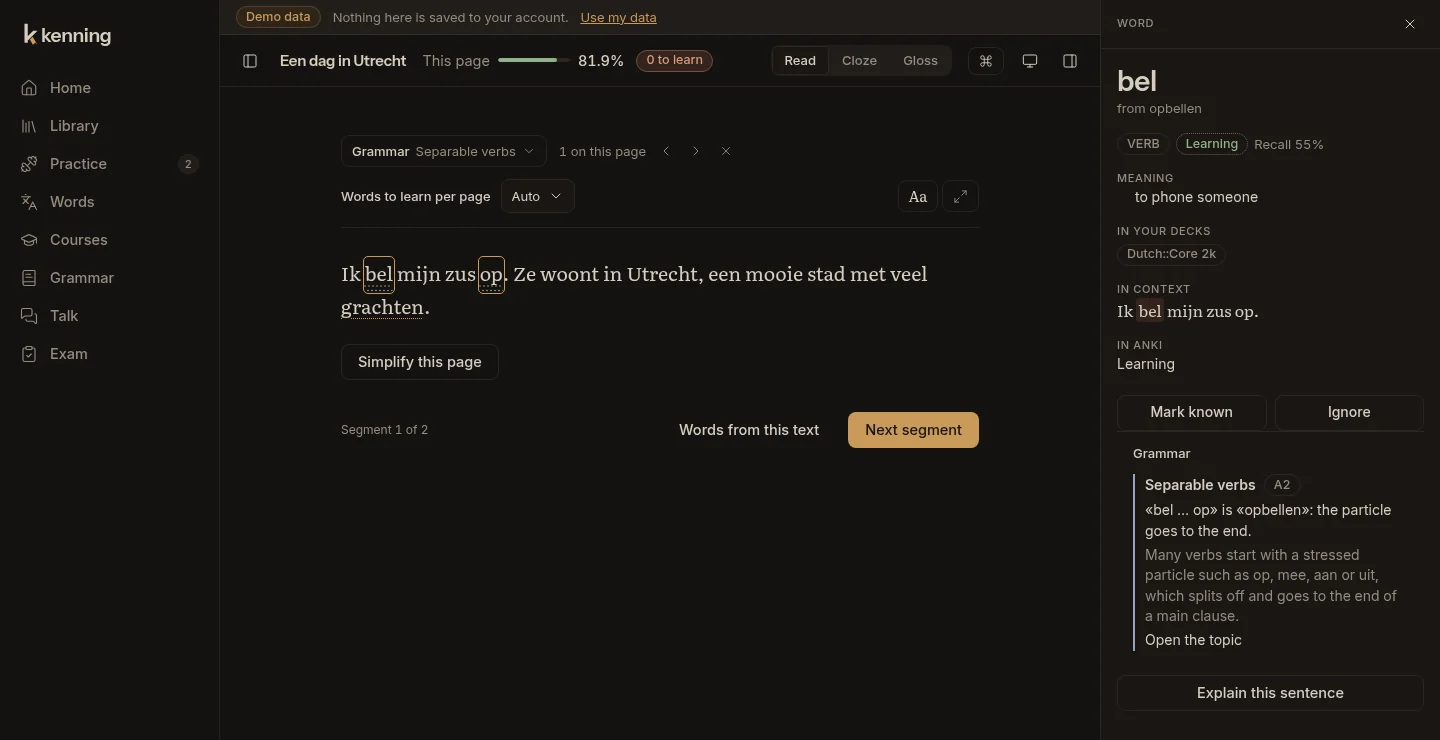 kenning
Home
Library
Practice 2
Words
Courses
Grammar
Talk
Exam
Demo data Nothing here is saved to your account. Use my data
Een dag in Utrecht This page 81.9% 0 to learn Read Cloze Gloss ⌘
Grammar Separable verbs 1 on this page
Words to learn per page Auto Aa
Ik bel mijn zus op. Ze woont in Utrecht, een mooie stad met veel
grachten.
Simplify this page
Segment 1 of 2 Words from this text Next segment
WORD
bel
from opbellen
VERB Learning Recall 55%
MEANING
to phone someone
IN YOUR DECKS
Dutch::Core 2k
IN CONTEXT
Ik bel mijn zus op.
IN ANKI
Learning
Mark known Ignore
Grammar
Separable verbs A2
«bel … op» is «opbellen»: the particle
goes to the end.
Many verbs start with a stressed
particle such as op, mee, aan or uit,
which splits off and goes to the end of
a main clause.
Open the topic
Explain this sentence